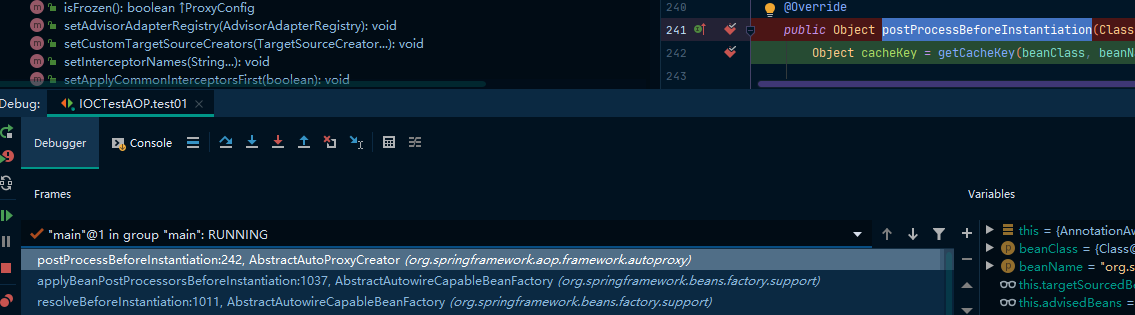 isFrozen(): boolean ↑ProxyConfig
setAdvisorAdapterRegistry(AdvisorAdapterRegistry): void
setCustomTargetSourceCreators(TargetSourceCreator...): void
setInterceptorNames(String...): void
setApplyCommonInterceptorsFirst(boolean): void
240 @Override
241 public Object postProcessBeforeInstantiation(Class
242 Object cacheKey = getCacheKey(beanClass, beanN
243
Debug: IOCTestAOP.test01
Debugger Console
Frames
Variables
"main"@1 in group "main": RUNNING
postProcessBeforeInstantiation:242, AbstractAutoProxyCreator (org.springframework.aop.framework.autoproxy)
applyBeanPostProcessorsBeforeInstantiation:1037, AbstractAutowireCapableBeanFactory (org.springframework.beans.factory.support)
resolveBeforeInstantiation:1011, AbstractAutowireCapableBeanFactory (org.springframework.beans.factory.support)
this = {AnnotationAw
beanClass = {Class@
beanName = "org.s
this.targetSourcedBe
this.advisedBeans =